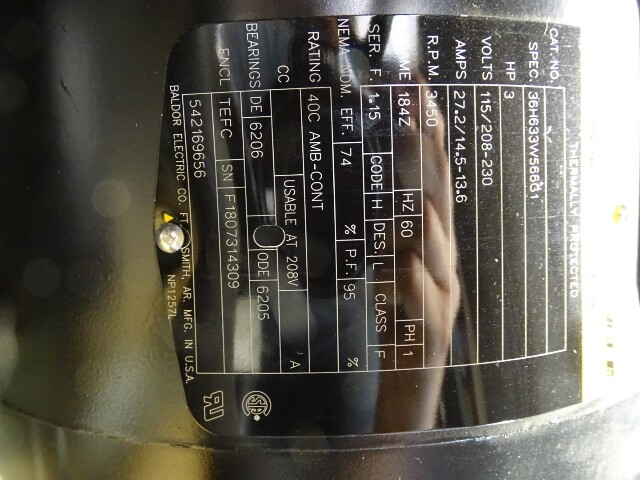 THERMALLY PROTECTED
CAT. NO.
SPEC. 36H633W566G1
HP 3
VOLTS 115/208-230
AMPS 27.2/14.5-13.6
R.P.M. 3450
184Z HZ 60 PH 1
SER. F. 1.15 CODE H DES. L CLASS F
NEMA NOM. EFF. 74 % P.F. 95 %
RATING 40C AMB-CONT
CC USABLE AT 208V A
BEARINGS DE 6206 ODE 6205
ENCL TEFC SN F1807314309
542169656
BALDOR ELECTRIC CO. FT. SMITH, AR. MFG. IN U.S.A.
NP1257L